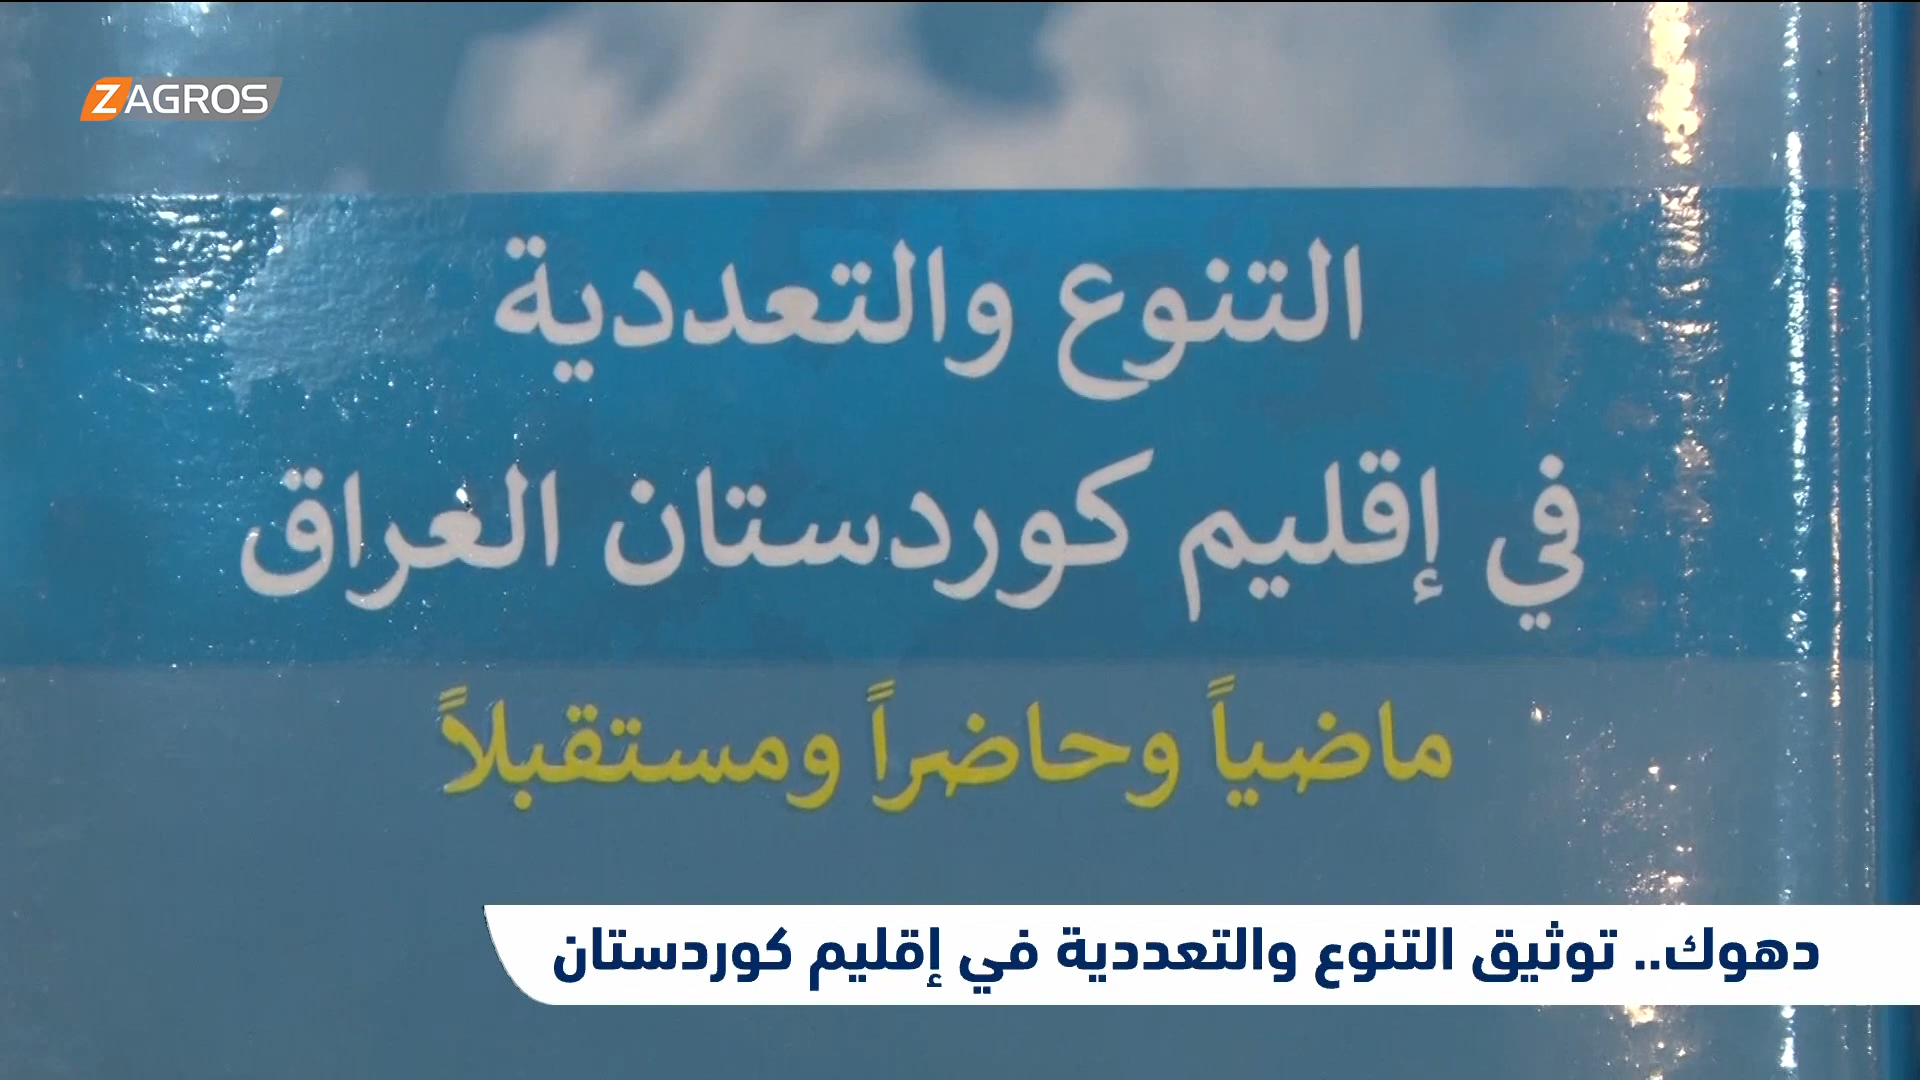 ZAGROS
التنوع والتعددية
في إقليم كوردستان العراق
ماضياً وحاضراً ومستقبلاً
دهوك.. توثيق التنوع والتعددية في إقليم كوردستان